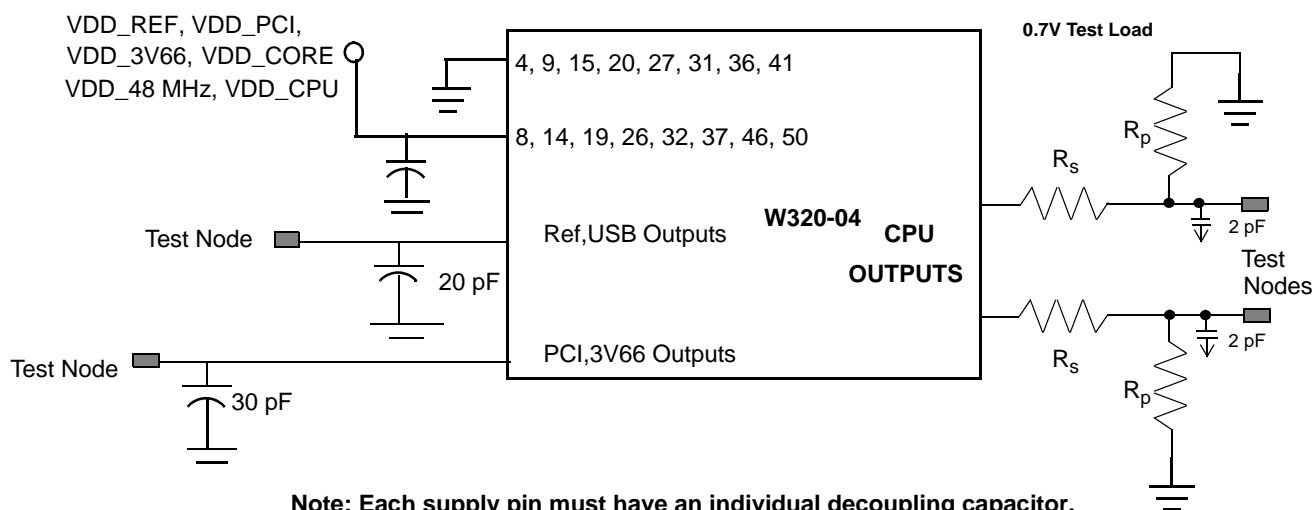 VDD_REF, VDD_PCI,
VDD_3V66, VDD_CORE
VDD_48 MHz, VDD_CPU
0.7V Test Load
4, 9, 15, 20, 27, 31, 36, 41
8, 14, 19, 26, 32, 37, 46, 50
Rp
Rs
W320-04
CPU
OUTPUTS
Test Node
Ref,USB Outputs
20 pF
2 pF
Test
Nodes
2 pF
Rs
Rp
Test Node
PCI,3V66 Outputs
30 pF
Note: Each supply pin must have an individual decoupling capacitor.